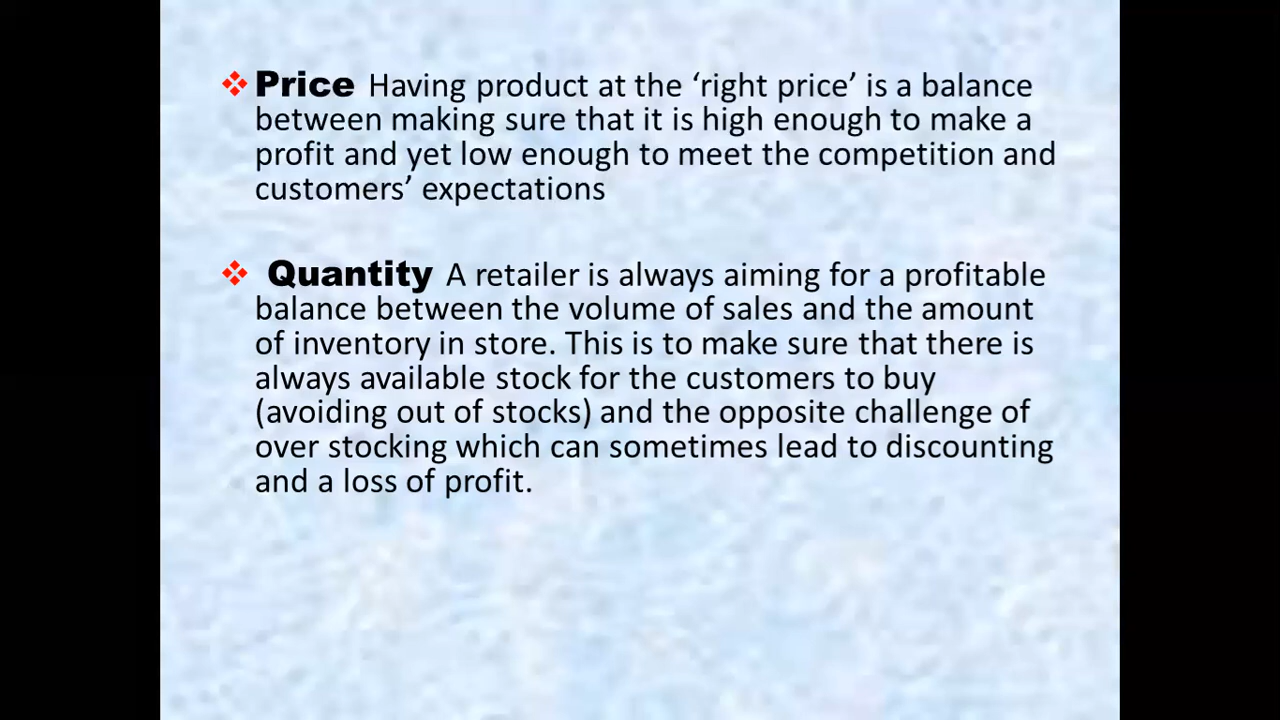 Price Having product at the ‘right price’ is a balance
between making sure that it is high enough to make a
profit and yet low enough to meet the competition and
customers’ expectations
Quantity A retailer is always aiming for a profitable
balance between the volume of sales and the amount
of inventory in store. This is to make sure that there is
always available stock for the customers to buy
(avoiding out of stocks) and the opposite challenge of
over stocking which can sometimes lead to discounting
and a loss of profit.